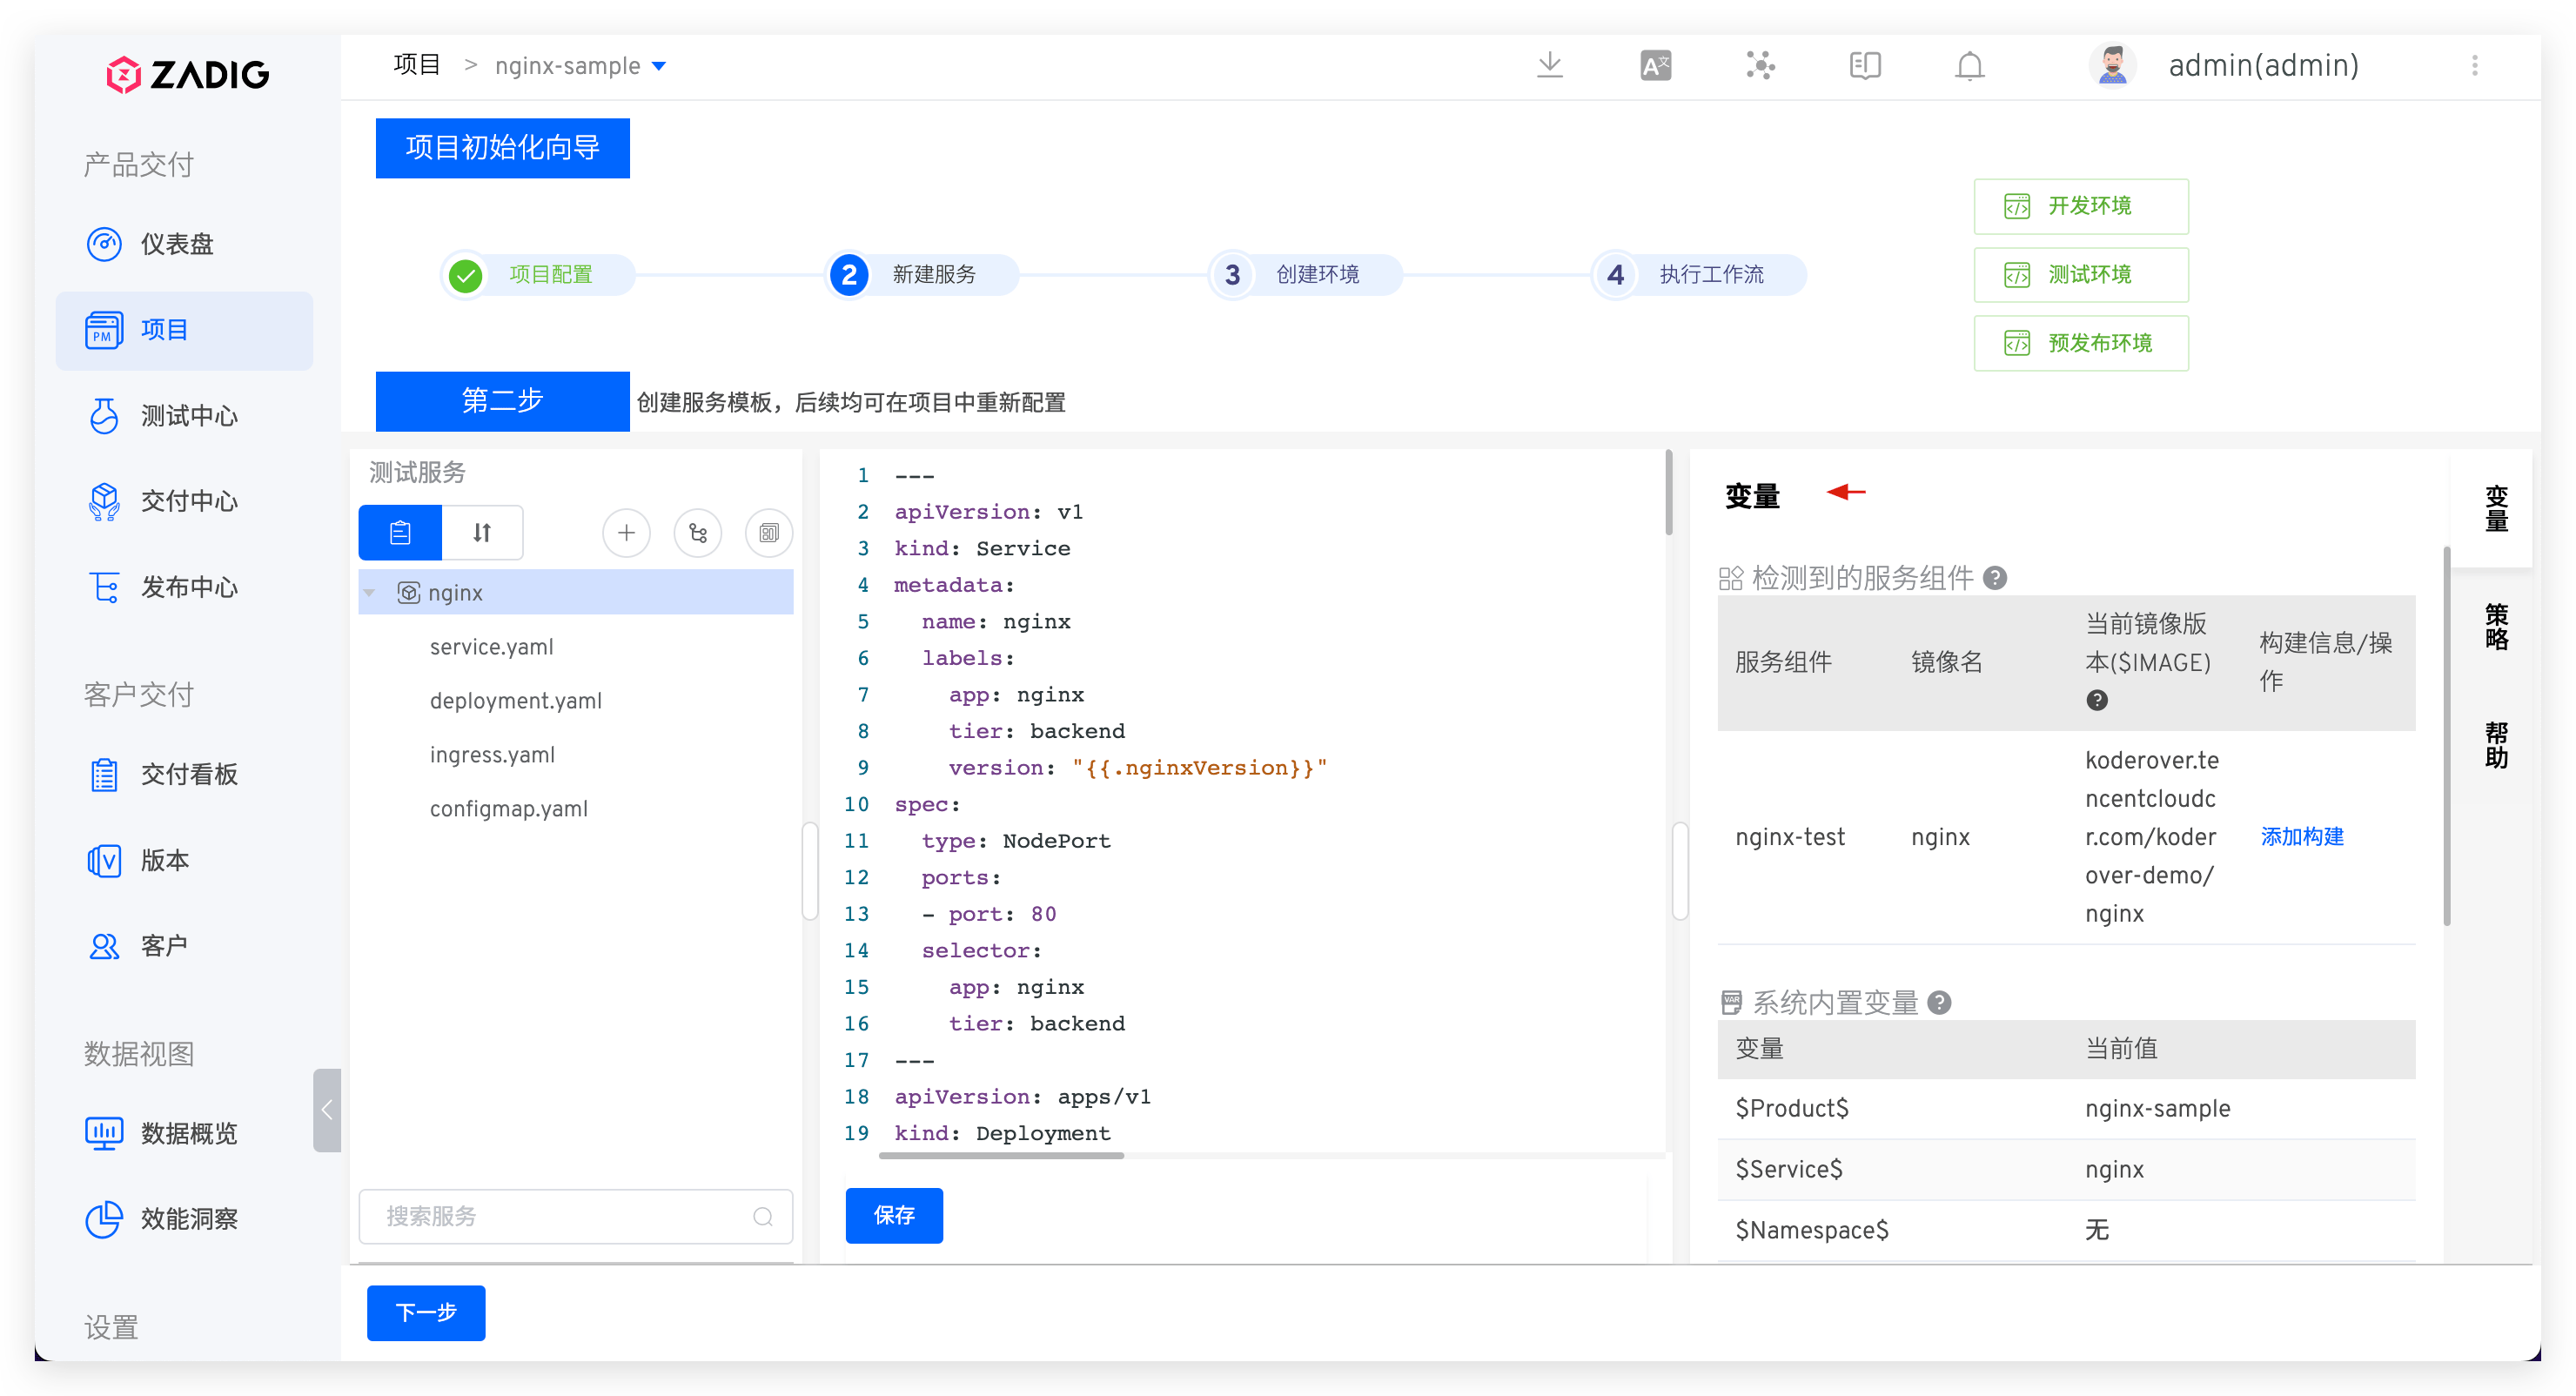 ZADIG
产品交付
仪表盘
PM
项目
测试中心
交付中心
发布中心
客户交付
交付看板
版本
客户
数据视图
数据概览
效能洞察
设置
项目 > nginx-sample
admin(admin)
项目初始化向导
项目配置
2 新建服务
3 创建环境
4 执行工作流
开发环境
测试环境
预发布环境
第二步 创建服务模板，后续均可在项目中重新配置
测试服务
nginx
service.yaml
deployment.yaml
ingress.yaml
configmap.yaml
搜索服务
1 ---
2 apiVersion: v1
3 kind: Service
4 metadata:
5 name: nginx
6 labels:
7 app: nginx
8 tier: backend
9 version: "{{.nginxVersion}}"
10 spec:
11 type: NodePort
12 ports:
13 - port: 80
14 selector:
15 app: nginx
16 tier: backend
17 ---
18 apiVersion: apps/v1
19 kind: Deployment
保存
变量
检测到的服务组件 ?
服务组件 镜像名 当前镜像版本($IMAGE) ? 构建信息/操作
nginx-test nginx koderover.tencentcloudcr.com/koderover-demo/nginx 添加构建
VAR 系统内置变量 ?
变量 当前值
$Product$ nginx-sample
$Service$ nginx
$Namespace$ 无
变量
策略
帮助
下一步